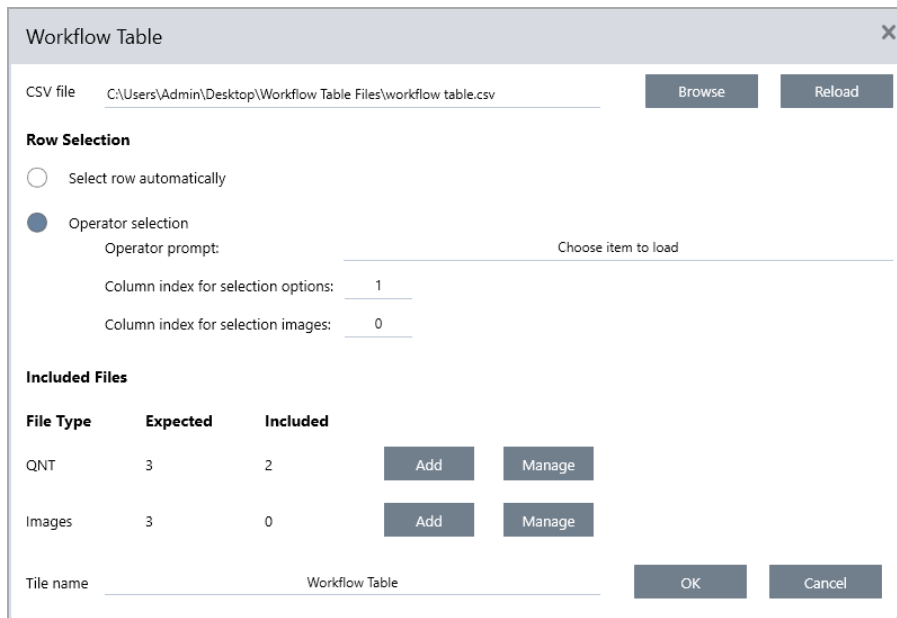 Workflow Table
CSV file C:\Users\Admin\Desktop\Workflow Table Files\workflow table.csv Browse Reload
Row Selection
Select row automatically
Operator selection
Operator prompt: Choose item to load
Column index for selection options: 1
Column index for selection images: 0
Included Files
File Type Expected Included
QNT 3 2 Add Manage
Images 3 0 Add Manage
Tile name Workflow Table OK Cancel